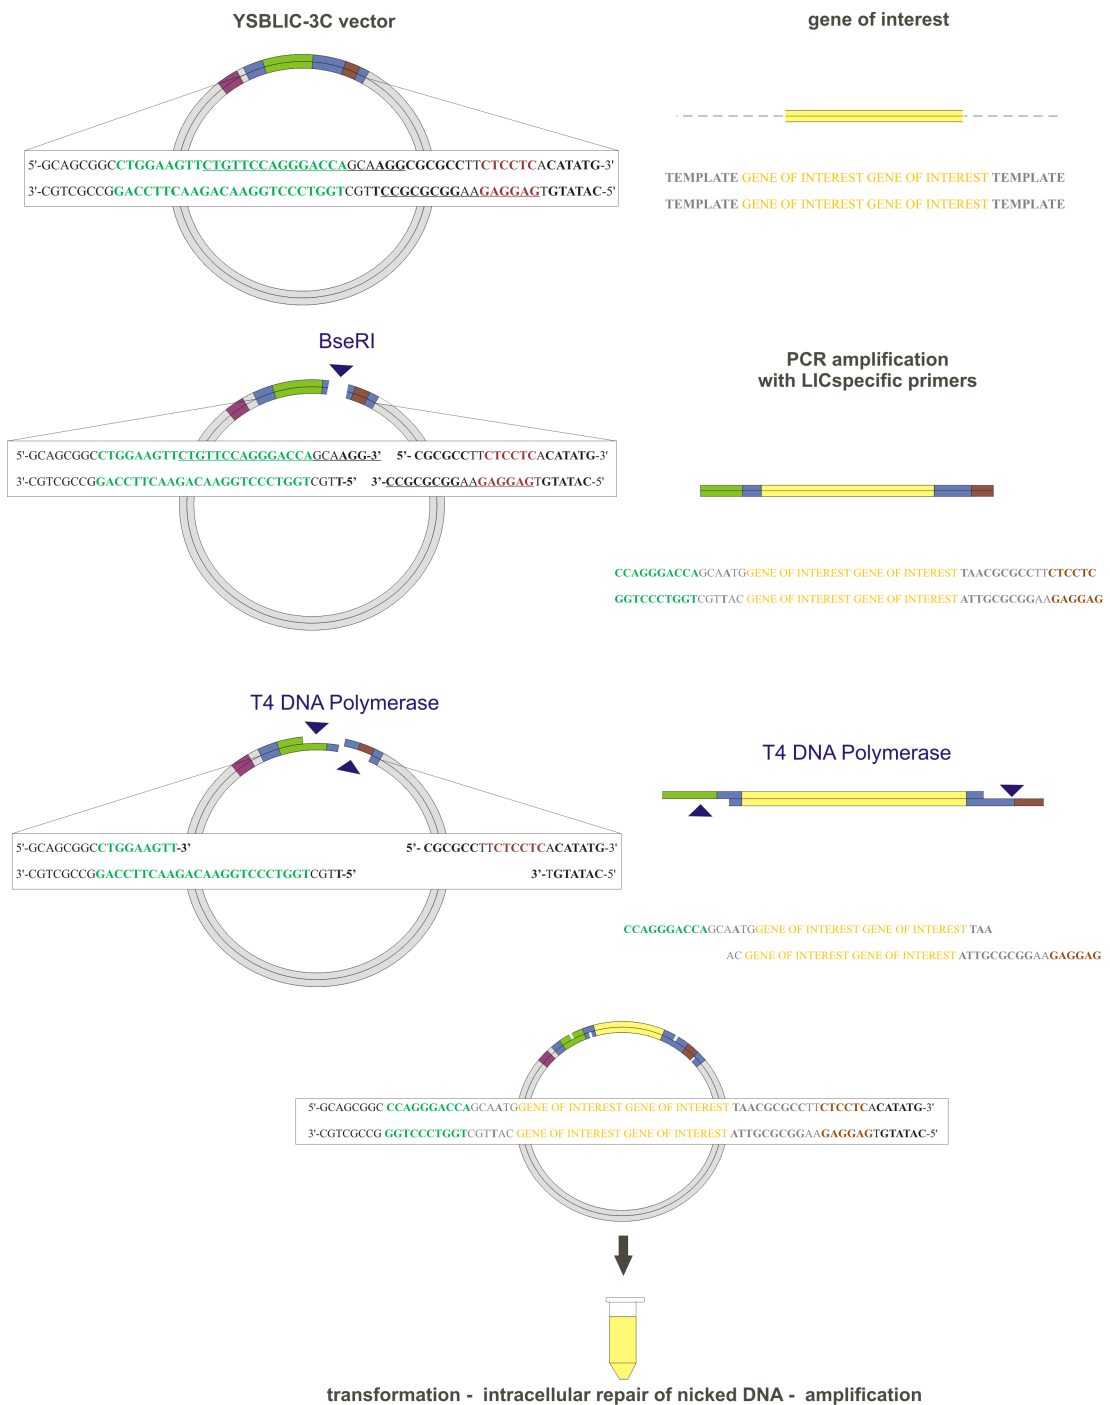 YSBLIC-3C vector
gene of interest
5'-GCAGCGGCCTGGAAGTTCTGTTCCAGGGACCAGCAAGGCGCGCCTTCTCCTCACATATG-3'
3'-CGTCGCCGGACCTTCAAGACAAGGTCCCTGGTCGTTCCGCGCGGAAGAGGAGTGTATAC-5'
TEMPLATE GENE OF INTEREST GENE OF INTEREST TEMPLATE
TEMPLATE GENE OF INTEREST GENE OF INTEREST TEMPLATE
BseRI
PCR amplification
with LICspecific primers
5'-GCAGCGGCCTGGAAGTTCTGTTCCAGGGACCAGCAAGG-3’ 5’- CGCGCCTTCTCCTCACATATG-3'
3'-CGTCGCCGGACCTTCAAGACAAGGTCCCTGGTCGTT-5’ 3’-CCGCGCGGAAGAGGAGTGTATAC-5'
CCAGGGACCAGCAATGGENE OF INTEREST GENE OF INTEREST TAACGCGCCTTCTCCTC
GGTCCCTGGTCGTTAC GENE OF INTEREST GENE OF INTEREST ATTGCGCGGAAGAGGAG
T4 DNA Polymerase
T4 DNA Polymerase
5'-GCAGCGGCCTGGAAGTT-3’ 5’- CGCGCCTTCTCCTCACATATG-3'
3'-CGTCGCCGGACCTTCAAGACAAGGTCCCTGGTCGTT-5’ 3’-TGTATAC-5'
CCAGGGACCAGCAATGGENE OF INTEREST GENE OF INTEREST TAA
AC GENE OF INTEREST GENE OF INTEREST ATTGCGCGGAAGAGGAG
5'-GCAGCGGC CCAGGGACCAGCAATGGENE OF INTEREST GENE OF INTEREST TAACGCGCCTTCTCCTCACATATG-3'
3'-CGTCGCCG GGTCCCTGGTCGTTAC GENE OF INTEREST GENE OF INTEREST ATTGCGCGGAAGAGGAGTGTATAC-5'
transformation - intracellular repair of nicked DNA - amplification